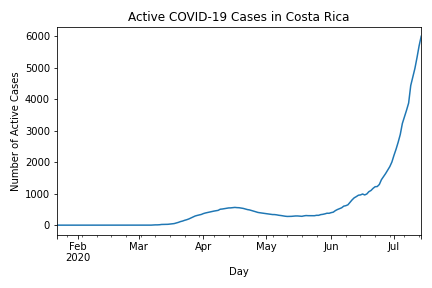 Active COVID-19 Cases in Costa Rica
6000
5000
4000
3000
2000
1000
0
Number of Active Cases
Feb Mar Apr May Jun Jul
2020
Day